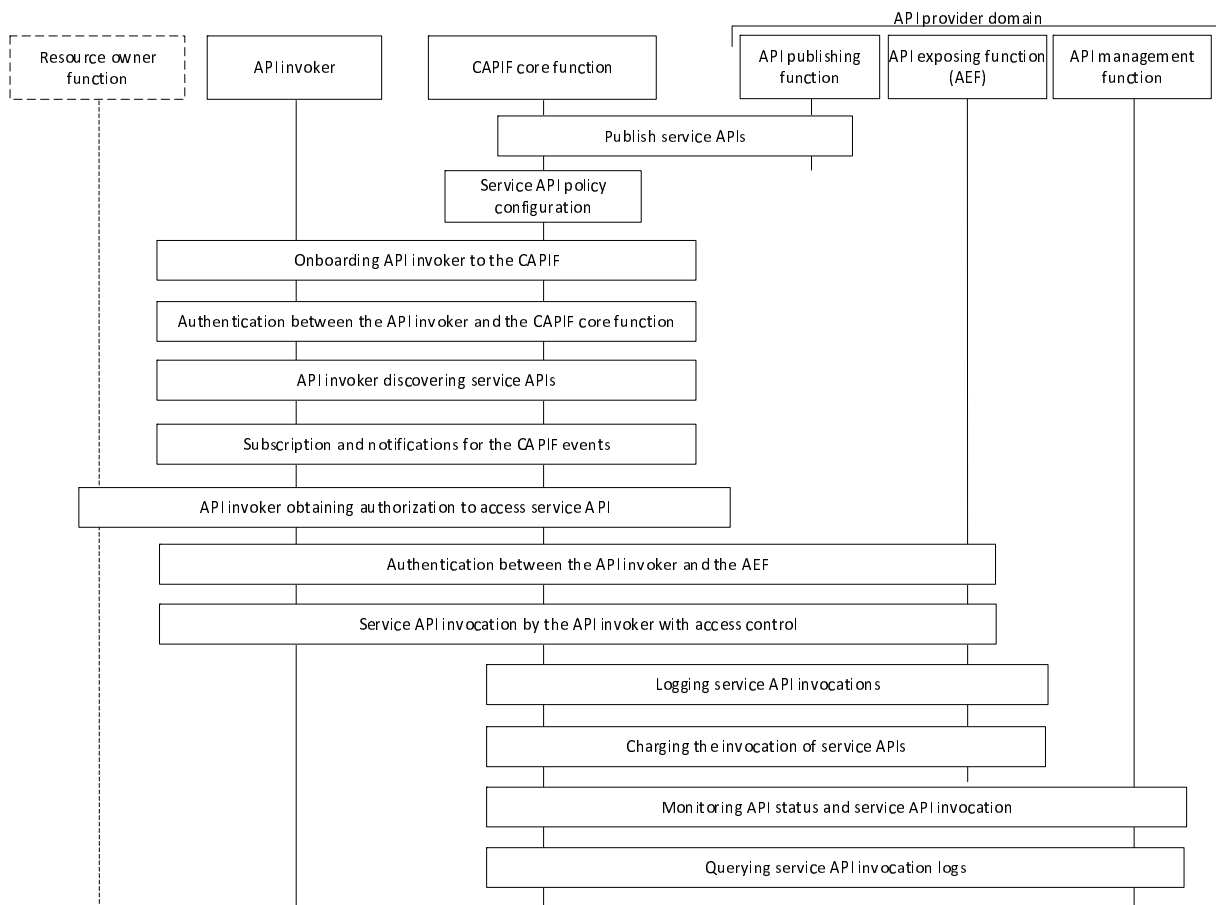 API provider domain
Resource owner
function
API invoker
CAPIF core function
API publishing
function
API exposing function
(AEF)
API management
function
Publish service APIs
Service API policy
configuration
Onboarding API invoker to the CAPIF
Authentication between the API invoker and the CAPIF core function
API invoker discovering service APIs
Subscription and notifications for the CAPIF events
API invoker obtaining authorization to access service API
Authentication between the API invoker and the AEF
Service API invocation by the API invoker with access control
Logging service API invocations
Charging the invocation of service APIs
Monitoring API status and service API invocation
Querying service API invocation logs